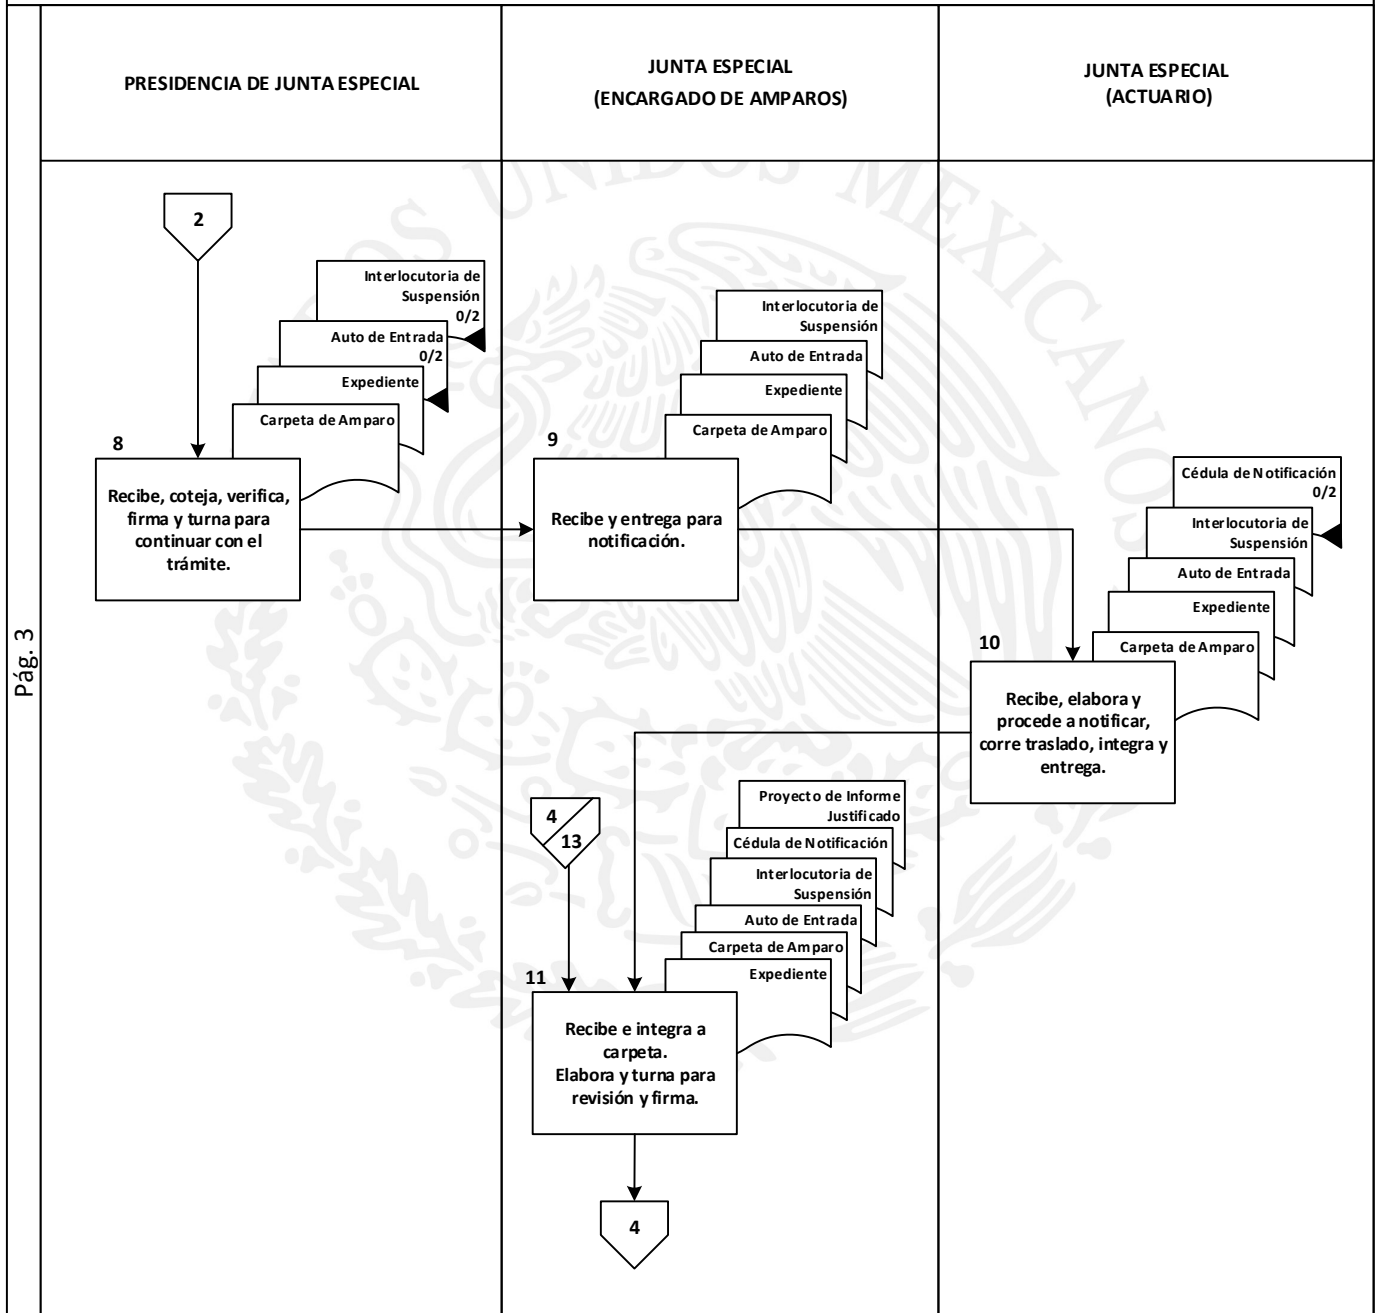 PRESIDENCIA DE JUNTA ESPECIAL
JUNTA ESPECIAL
(ENCARGADO DE AMPAROS)
JUNTA ESPECIAL
(ACTUARIO)
Pág. 3
UNIDOS MEXICANOS
2
Interlocutoria de
Suspensión
0/2
Auto de Entrada
0/2
Expediente
Carpeta de Amparo
8
Recibe, coteja, verifica,
firma y turna para
continuar con el
trámite.
Interlocutoria de
Suspensión
Auto de Entrada
Expediente
Carpeta de Amparo
9
Recibe y entrega para
notificación.
Cédula de Notificación
0/2
Interlocutoria de
Suspensión
Auto de Entrada
Expediente
Carpeta de Amparo
10
Recibe, elabora y
procede a notificar,
corre traslado, integra y
entrega.
4
13
Proyecto de Informe
Justificado
Cédula de Notificación
Interlocutoria de
Suspensión
Auto de Entrada
Carpeta de Amparo
Expediente
11
Recibe e integra a
carpeta.
Elabora y turna para
revisión y firma.
4